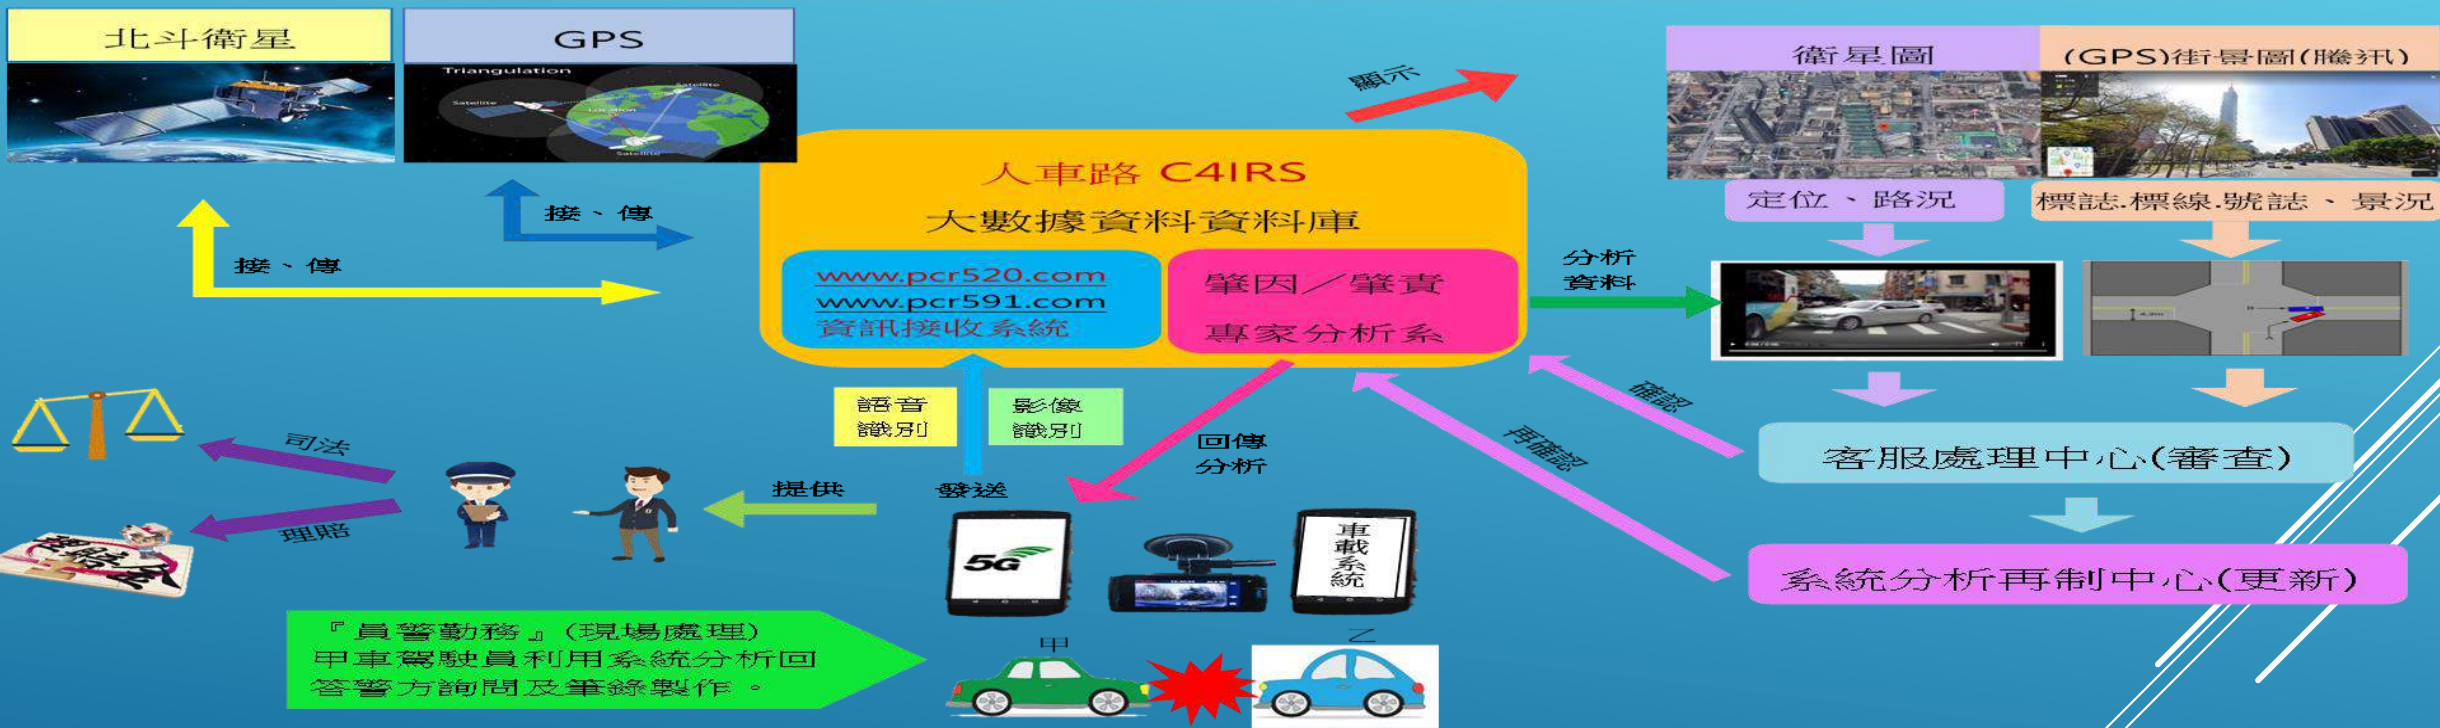 北斗衛星
GPS
Triangulation
Satellite
Satellite
Location
Satellite
接、傳
接、傳
人車路 C4IRS
大數據資料資料庫
www.pcr520.com
www.pcr591.com
資訊接收系統
肇因／肇責
專家分析系
顯示
衛星圖
(GPS)街景圖(騰訊)
定位、路況
標誌.標線.號誌、景況
分析
資料
確認
再確認
客服處理中心(審查)
系統分析再制中心(更新)
語音
識別
影像
識別
回傳
分析
發送
提供
司法
理賠
理賠金
5G
車載系統
甲
乙
『員警勤務』(現場處理)
甲車駕駛員利用系統分析回
答警方詢問及筆錄製作。